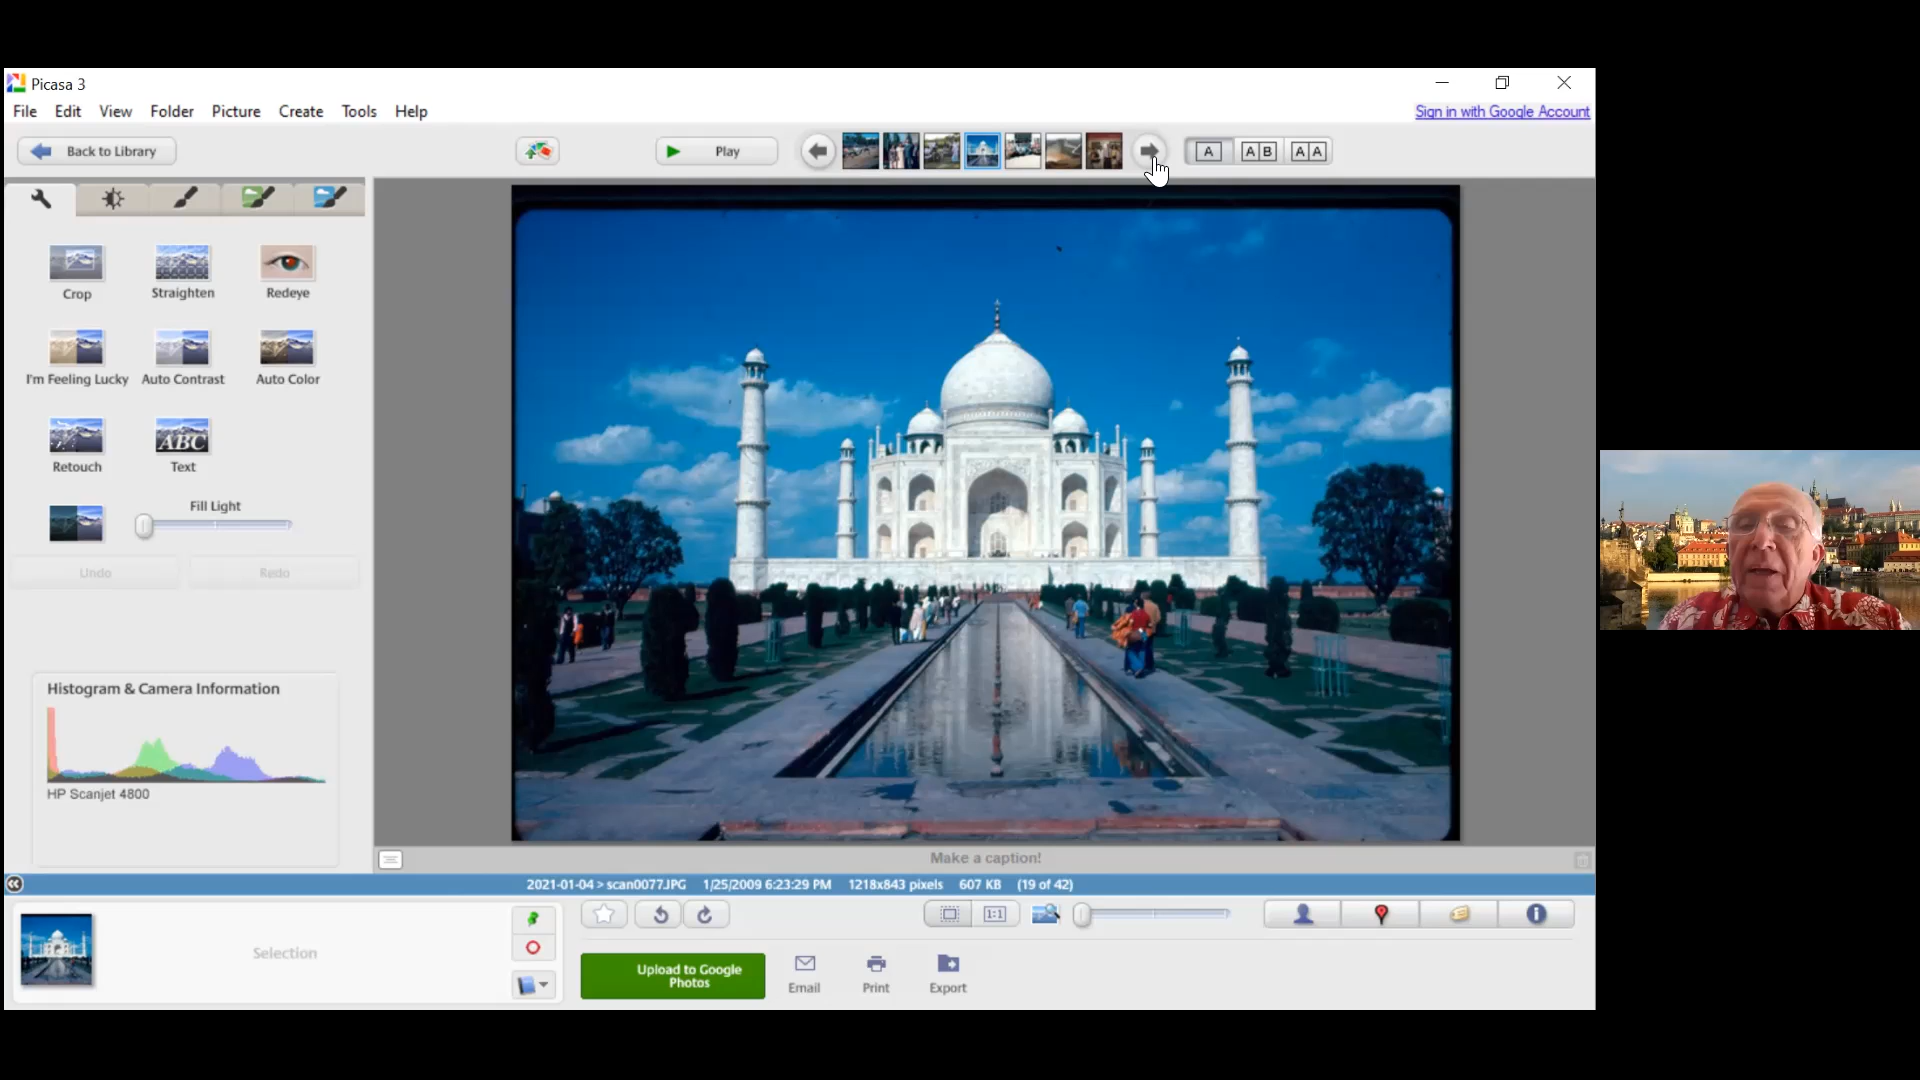 Picasa 3
File Edit View Folder Picture Create Tools Help
Sign in with Google Account
Back to Library
Play
A
A B
A A
Crop
Straighten
Redeye
I'm Feeling Lucky
Auto Contrast
Auto Color
Retouch
ABC
Text
Fill Light
Undo
Redo
Histogram & Camera Information
HP Scanjet 4800
Make a caption!
2021-01-04 > scan0077.JPG 1/25/2009 6:23:29 PM 1218x843 pixels 607 KB (19 of 42)
1:1
Selection
Upload to Google
Photos
Email
Print
Export